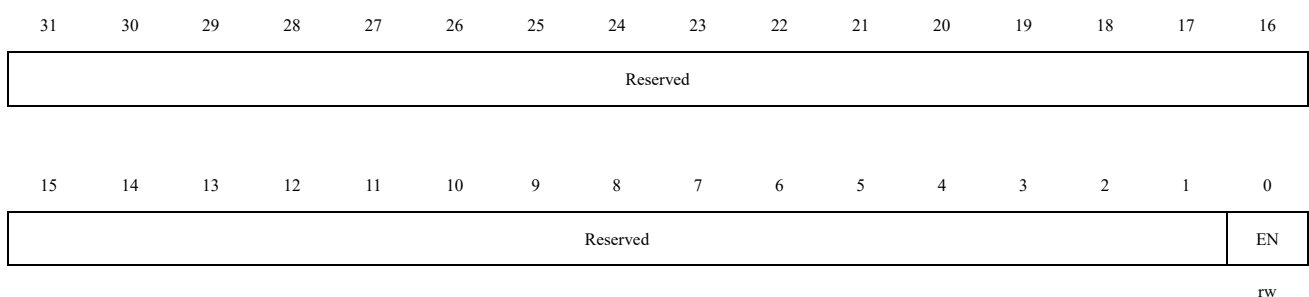 31 30 29 28 27 26 25 24 23 22 21 20 19 18 17 16
Reserved
15 14 13 12 11 10 9 8 7 6 5 4 3 2 1 0
Reserved EN
rw